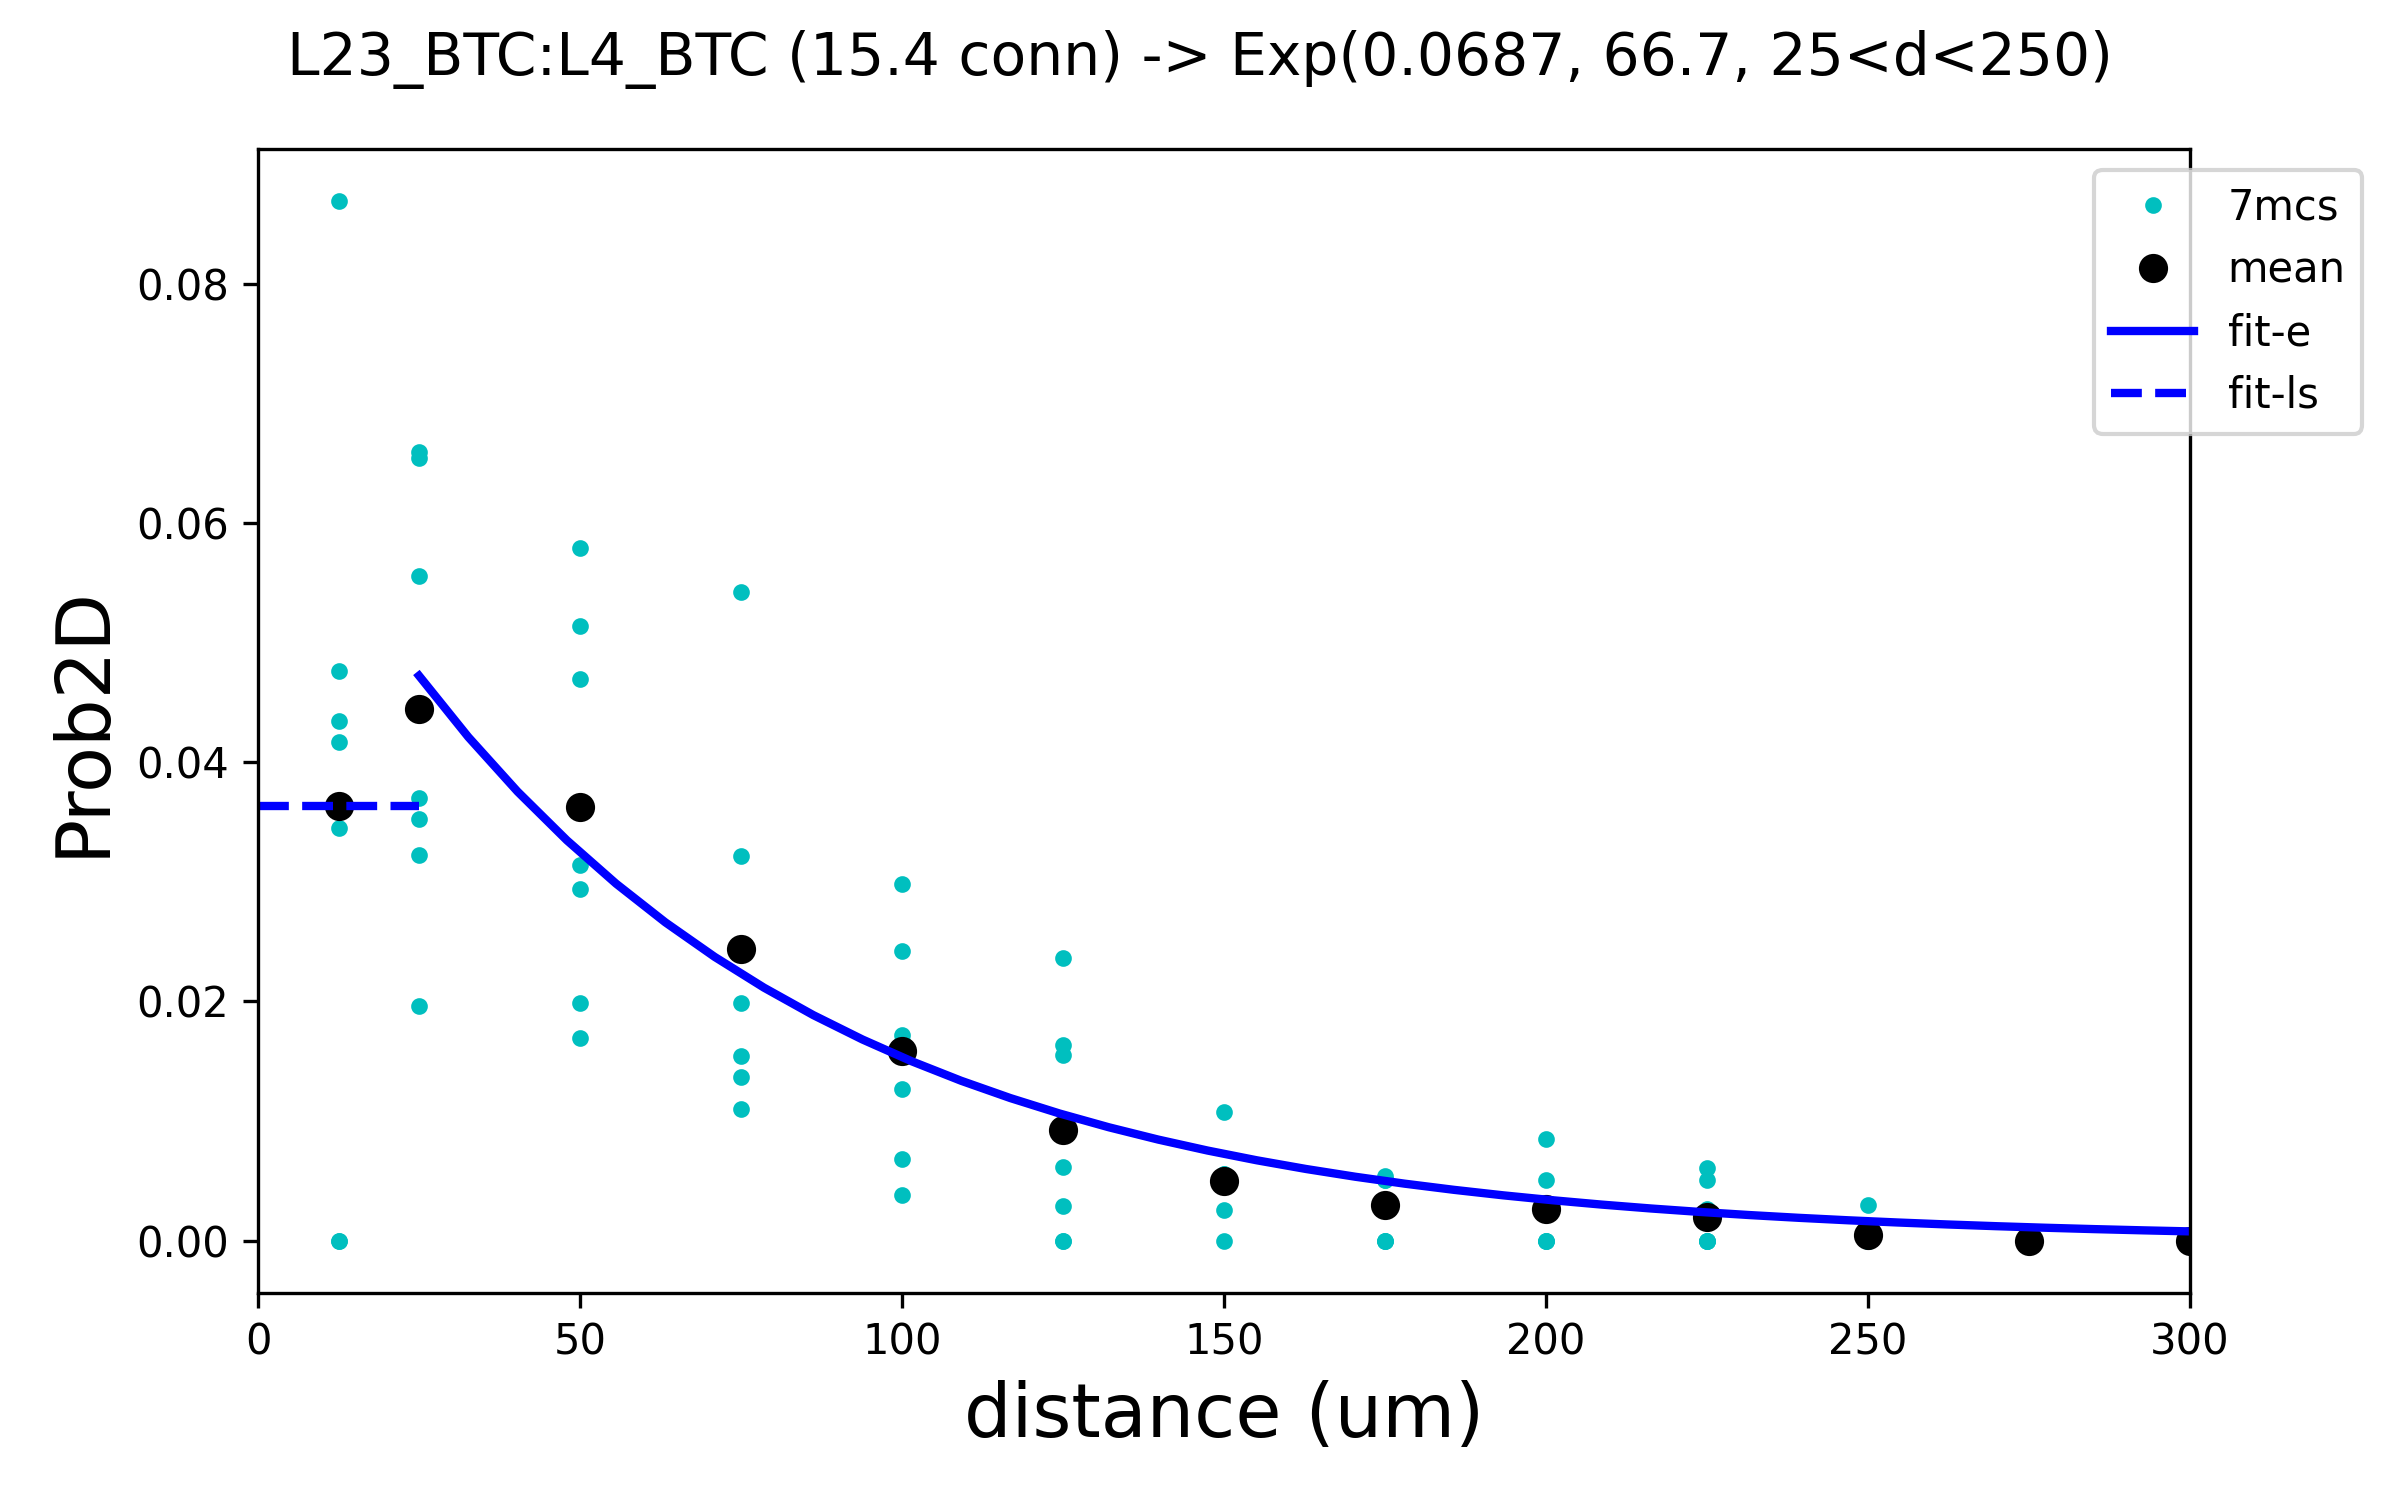 L23_BTC:L4_BTC (15.4 conn) -> Exp(0.0687, 66.7, 25<d<250)
7mcs
mean
fit-e
fit-ls
Prob2D
0.08
0.06
0.04
0.02
0.00
0 50 100 150 200 250 300
distance (um)